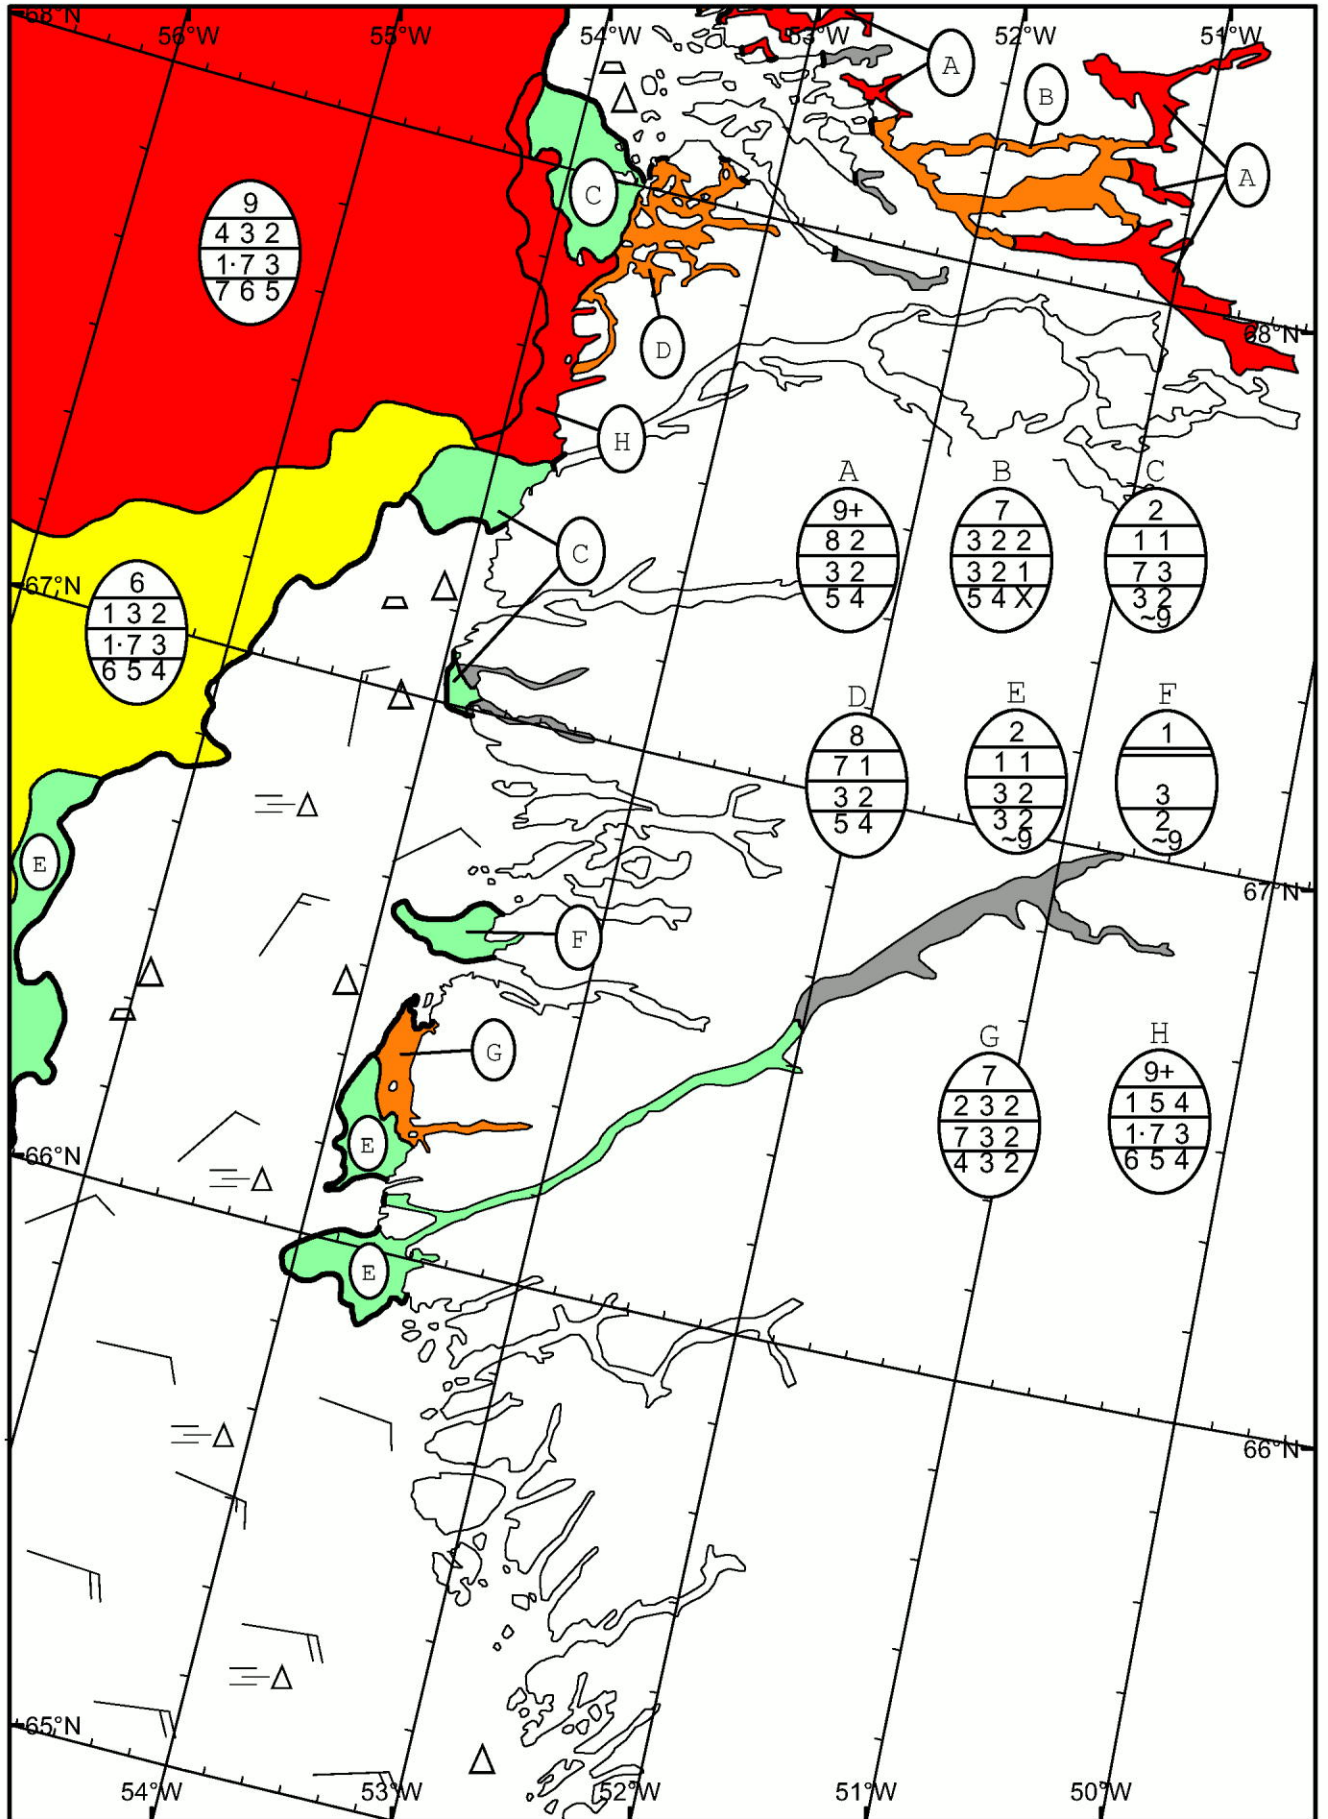 68°N
56°W
55°W
54°W
53°W
52°W
51°W
A
B
A
C
9
4 3 2
1·7 3
7 6 5
68°N
D
H
A
B
C
9+
8 2
3 2
5 4
7
3 2 2
3 2 1
5 4 X
2
1 1
7 3
3 2
~9
C
67°N
6
1 3 2
1·7 3
6 5 4
D
E
F
8
7 1
3 2
5 4
2
1 1
3 2
3 2
~9
1
3
2
~9
E
67°N
F
G
G
H
7
2 3 2
7 3 2
4 3 2
9+
1 5 4
1·7 3
6 5 4
E
66°N
E
66°N
65°N
54°W
53°W
52°W
51°W
50°W